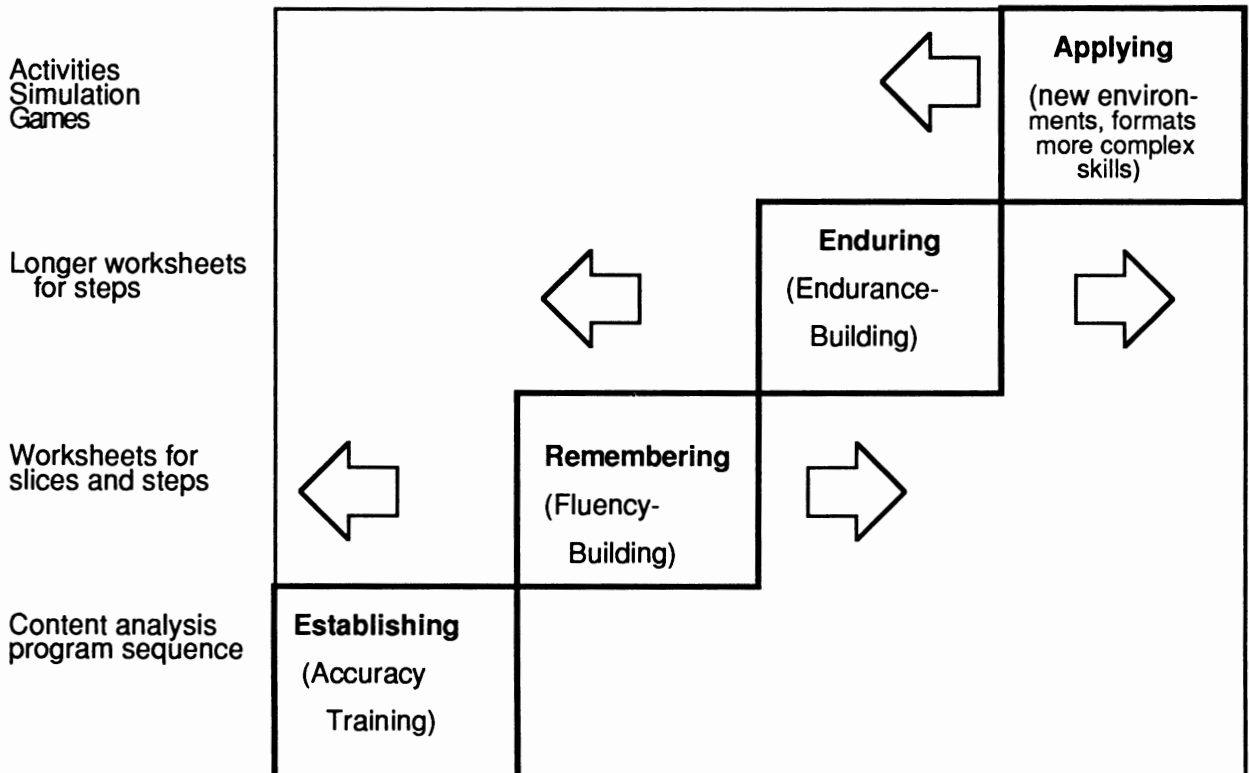 Activities
Simulation
Games
Applying
(new environ-
ments, formats
more complex
skills)
Longer worksheets
for steps
Enduring
(Endurance-
Building)
Worksheets for
slices and steps
Remembering
(Fluency-
Building)
Content analysis
program sequence
Establishing
(Accuracy
Training)